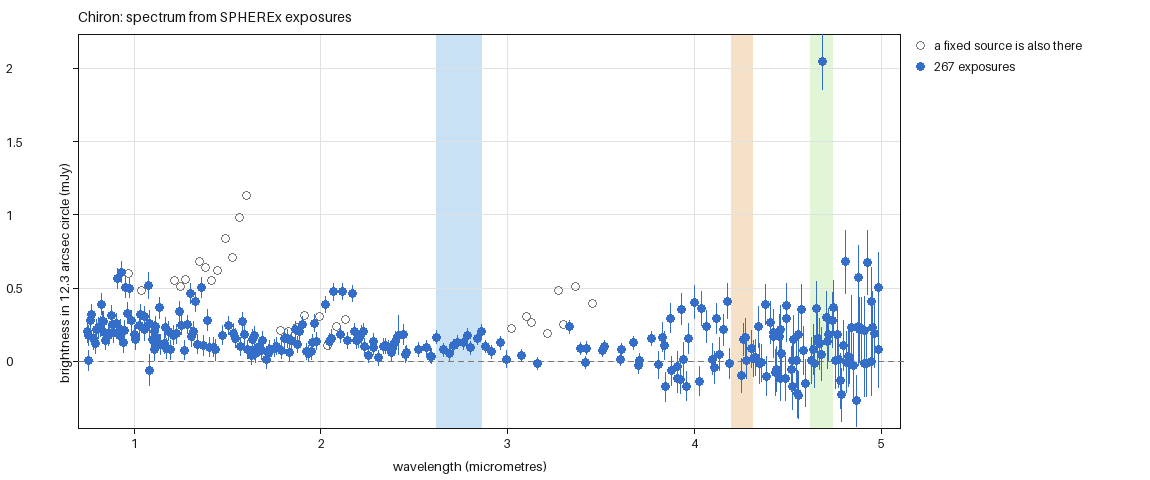 Chiron: spectrum from SPHEREx exposures
a fixed source is also there
267 exposures
brightness in 12.3 arcsec circle (mJy)
2
1.5
1
0.5
0
1
2
3
4
5
wavelength (micrometres)